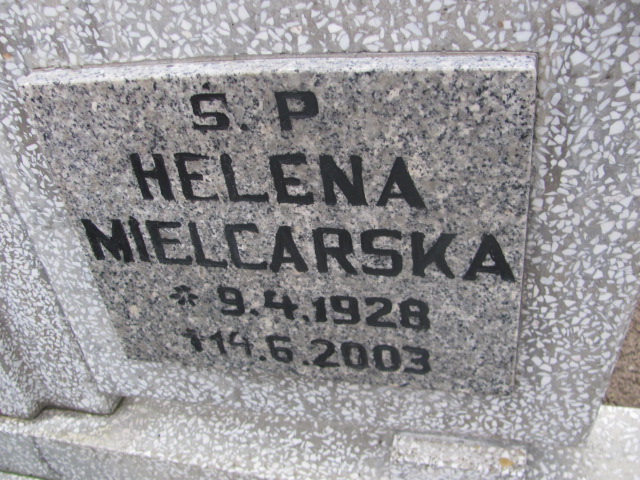 Ś. P
HELENA
MIELCARSKA
* 9.4.1928
†14.6.2003